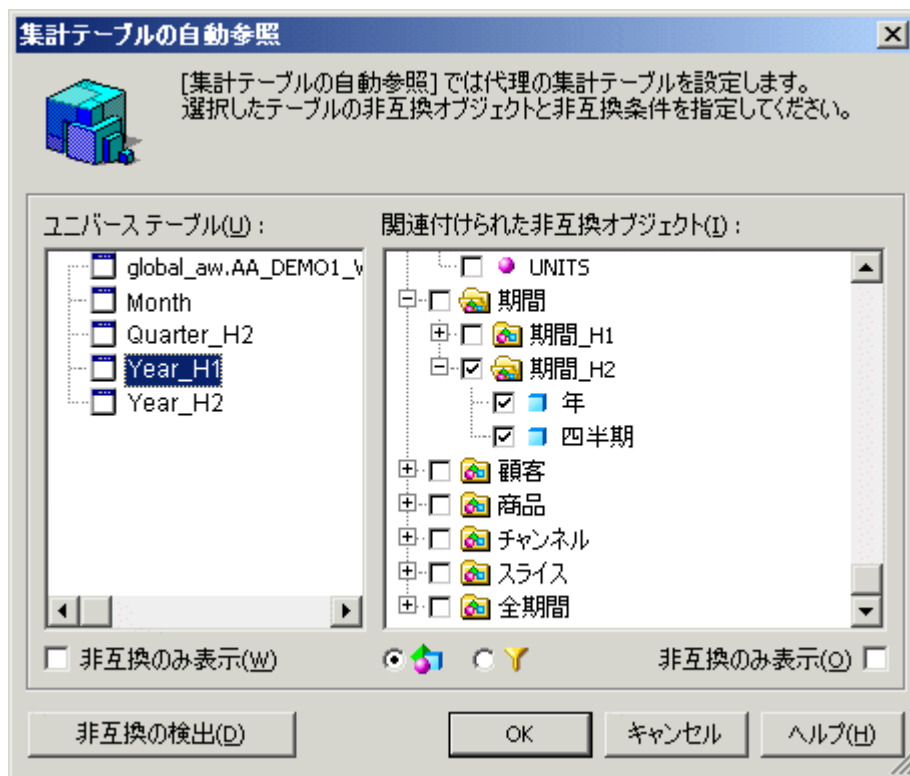 集計テーブルの自動参照
[集計テーブルの自動参照] では代理の集計テーブルを設定します。
選択したテーブルの非互換オブジェクトと非互換条件を指定してください。
ユニバース テーブル(U) :
global_aw.AA_DEMO1_V
Month
Quarter_H2
Year_H1
Year_H2
関連付けられた非互換オブジェクト(I) :
UNITS
期間
期間_H1
期間_H2
年
四半期
顧客
商品
チャンネル
スライス
全期間
非互換のみ表示(W)
非互換のみ表示(O)
非互換の検出(D)
OK
キャンセル
ヘルプ(H)